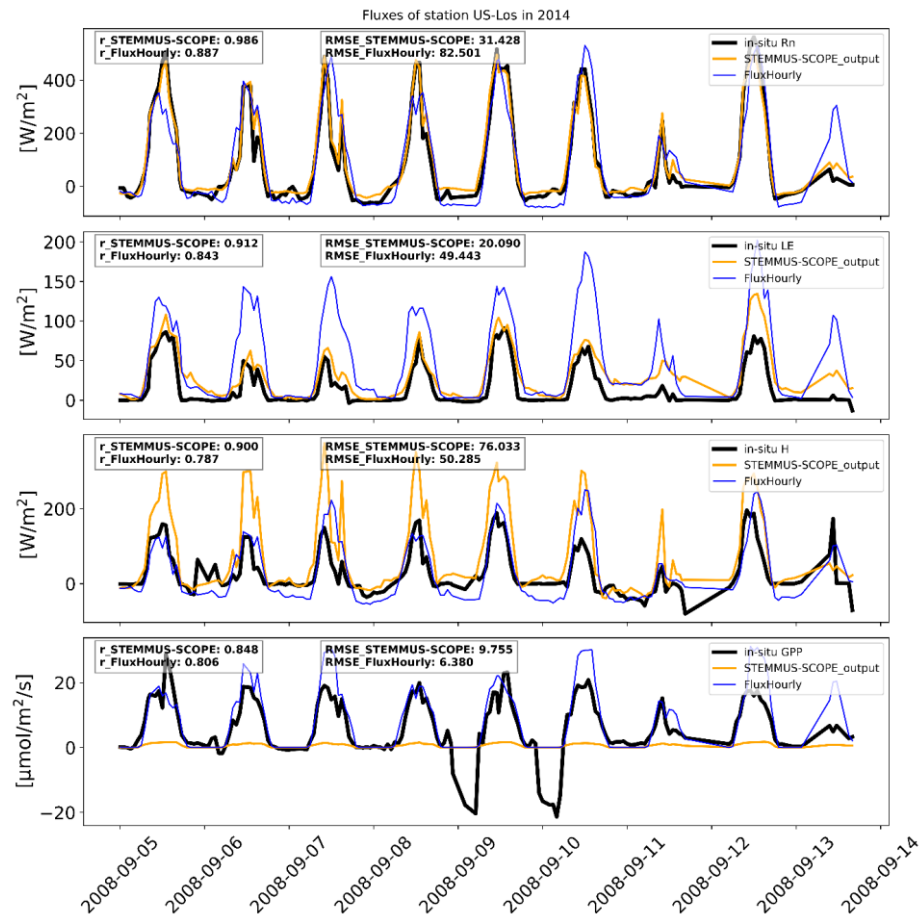 Fluxes of station US-Los in 2014
r_STEMMUS-SCOPE: 0.986
r_FluxHourly: 0.887
RMSE_STEMMUS-SCOPE: 31.428
RMSE_FluxHourly: 82.501
in-situ Rn
STEMMUS-SCOPE_output
FluxHourly
[W/m²]
400
200
0
r_STEMMUS-SCOPE: 0.912
r_FluxHourly: 0.843
RMSE_STEMMUS-SCOPE: 20.090
RMSE_FluxHourly: 49.443
in-situ LE
STEMMUS-SCOPE_output
FluxHourly
[W/m²]
200
150
100
50
0
r_STEMMUS-SCOPE: 0.900
r_FluxHourly: 0.787
RMSE_STEMMUS-SCOPE: 76.033
RMSE_FluxHourly: 50.285
in-situ H
STEMMUS-SCOPE_output
FluxHourly
[W/m²]
200
0
r_STEMMUS-SCOPE: 0.848
r_FluxHourly: 0.806
RMSE_STEMMUS-SCOPE: 9.755
RMSE_FluxHourly: 6.380
in-situ GPP
STEMMUS-SCOPE_output
FluxHourly
[µmol/m²/s]
20
0
−20
2008-09-05
2008-09-06
2008-09-07
2008-09-08
2008-09-09
2008-09-10
2008-09-11
2008-09-12
2008-09-13
2008-09-14